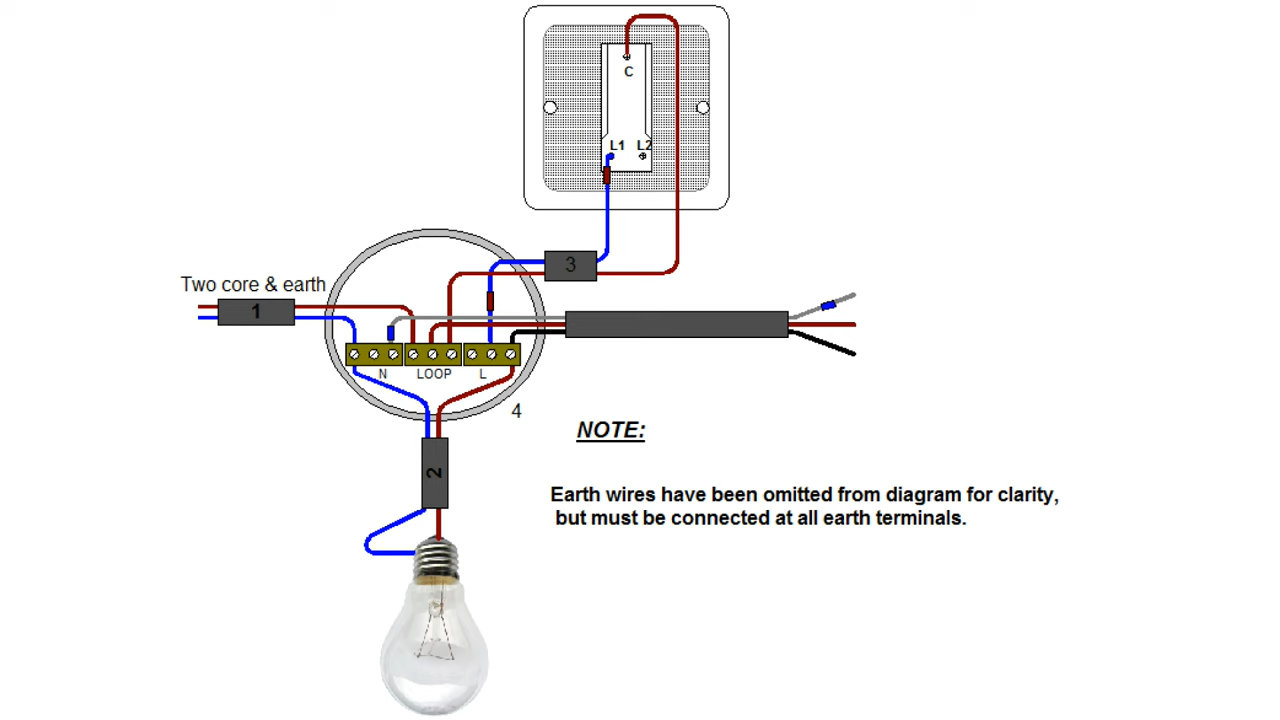 C
L1 L2
3
Two core & earth
1
N LOOP L
4
NOTE:
2
Earth wires have been omitted from diagram for clarity,
but must be connected at all earth terminals.